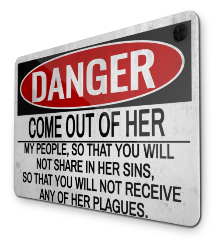 DANGER
COME OUT OF HER
MY PEOPLE, SO THAT YOU WILL
NOT SHARE IN HER SINS,
SO THAT YOU WILL NOT RECEIVE
ANY OF HER PLAGUES.